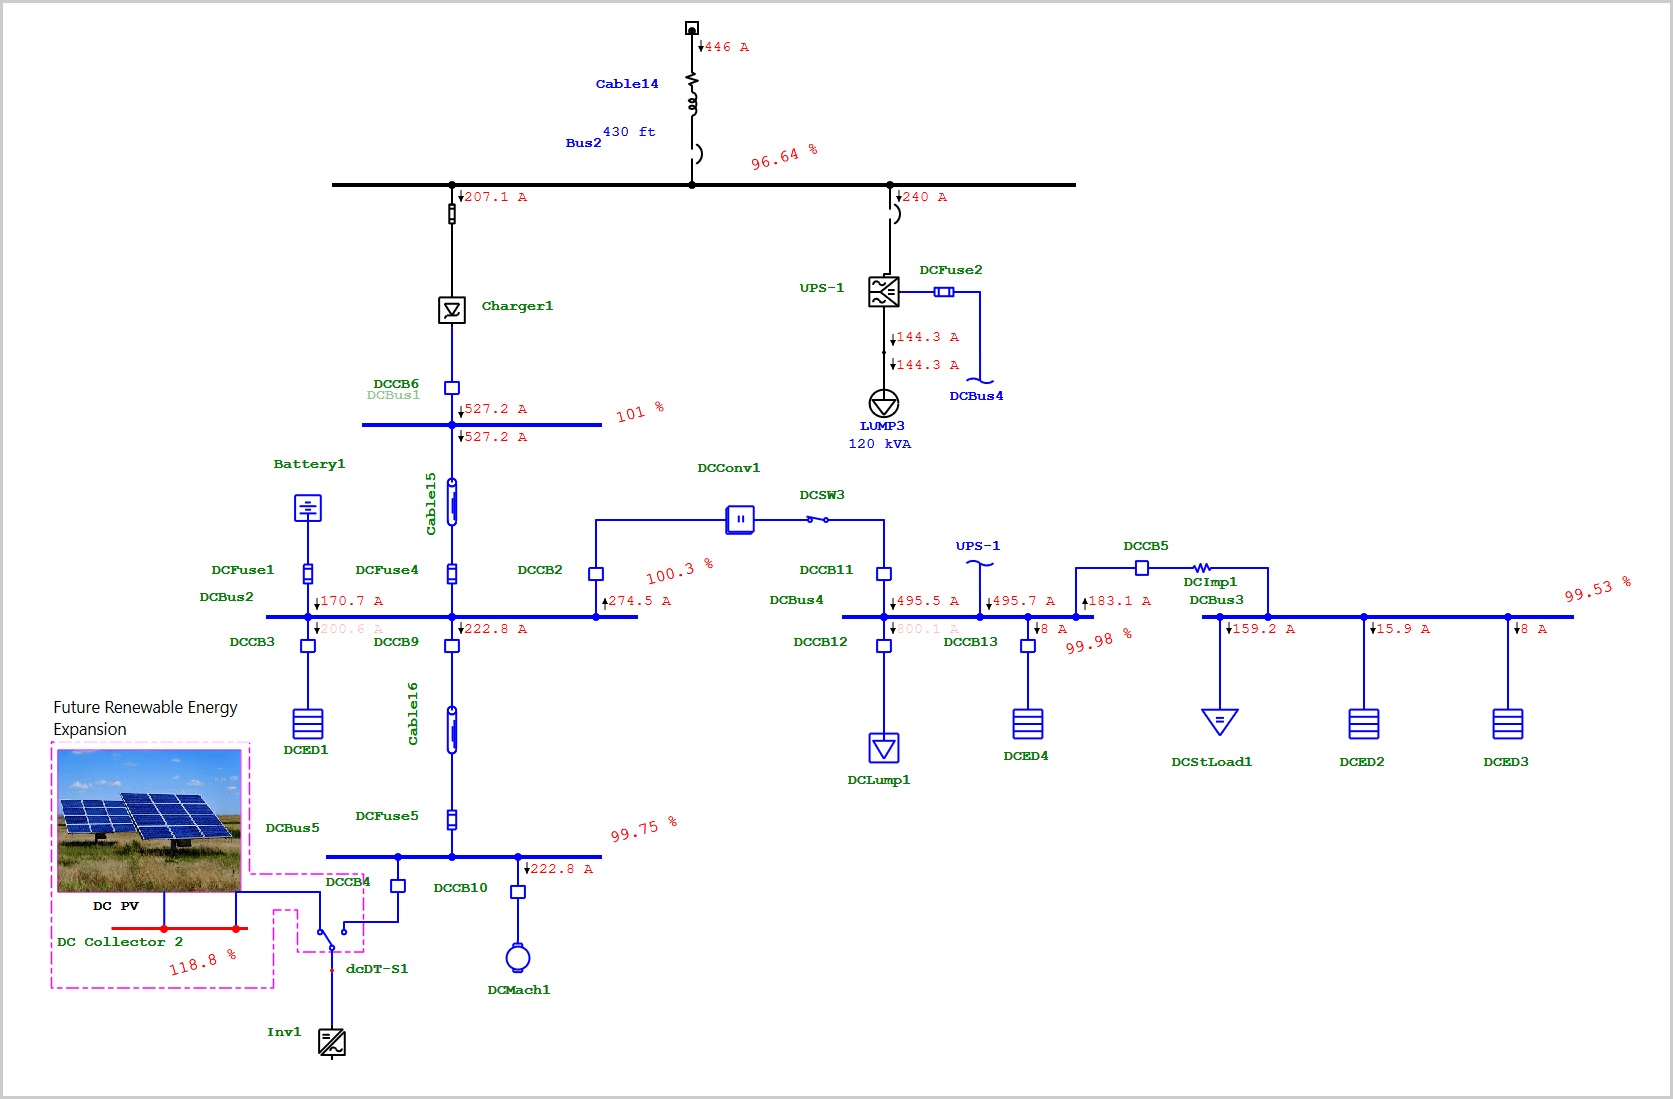 446 A
Cable14
430 ft
Bus2
96.64 %
207.1 A
240 A
DCFuse2
UPS-1
Charger1
144.3 A
144.3 A
DCCB6
DCBus1
DCBus4
527.2 A
101 %
LUMP3
527.2 A
120 kVA
Battery1
DCConv1
Cable15
DCSW3
UPS-1
DCCB5
DCFuse1
DCFuse4
DCCB2
100.3 %
DCCB11
DCImp1
99.53 %
DCBus2
170.7 A
274.5 A
DCBus4
495.5 A
495.7 A
183.1 A
DCBus3
200.6 A
222.8 A
800.1 A
8 A
159.2 A
15.9 A
8 A
DCCB3
DCCB9
DCCB12
DCCB13
99.98 %
Cable16
Future Renewable Energy
Expansion
DCED1
DCED4
DCStLoad1
DCED2
DCED3
DCLump1
DCFuse5
DCBus5
99.75 %
222.8 A
DCCB4
DCCB10
DC PV
DC Collector 2
118.8 %
dcDT-S1
DCMach1
Inv1